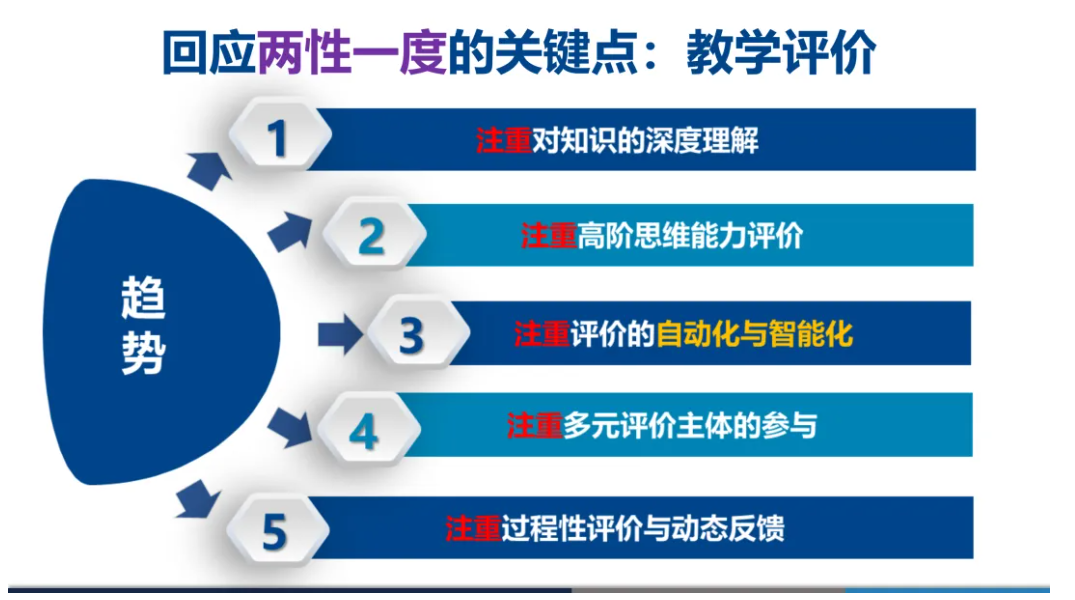 回应两性一度的关键点：教学评价
趋
势
1
注重对知识的深度理解
2
注重高阶思维能力评价
3
注重评价的自动化与智能化
4
注重多元评价主体的参与
5
注重过程性评价与动态反馈